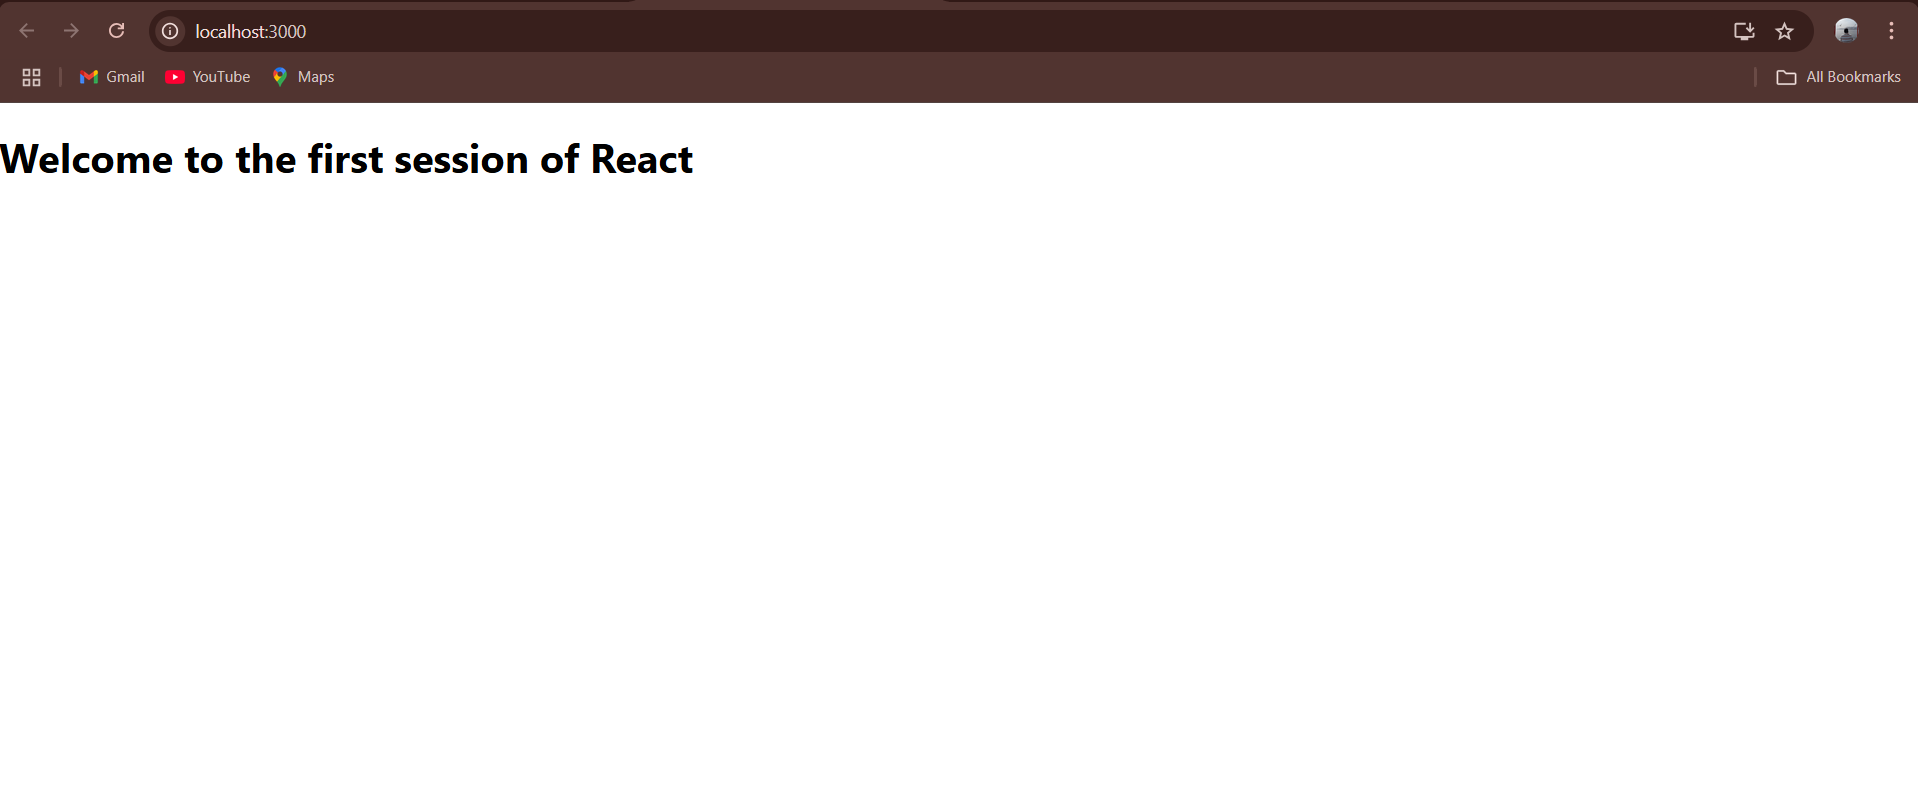 localhost:3000
Gmail YouTube Maps All Bookmarks
Welcome to the first session of React